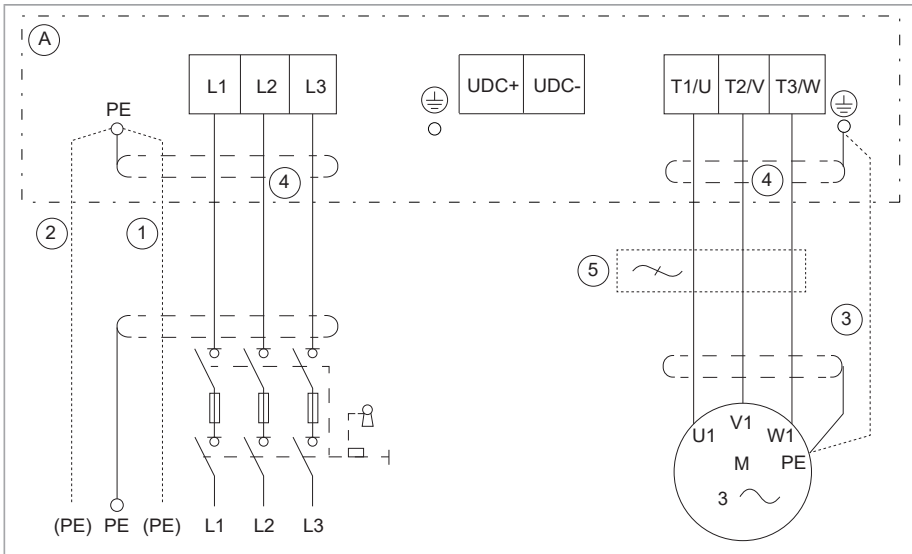 A
L1 L2 L3
UDC+ UDC-
T1/U T2/V T3/W
PE
4
4
2
1
5
3
U1 V1 W1
M PE
3
(PE) PE (PE) L1 L2 L3